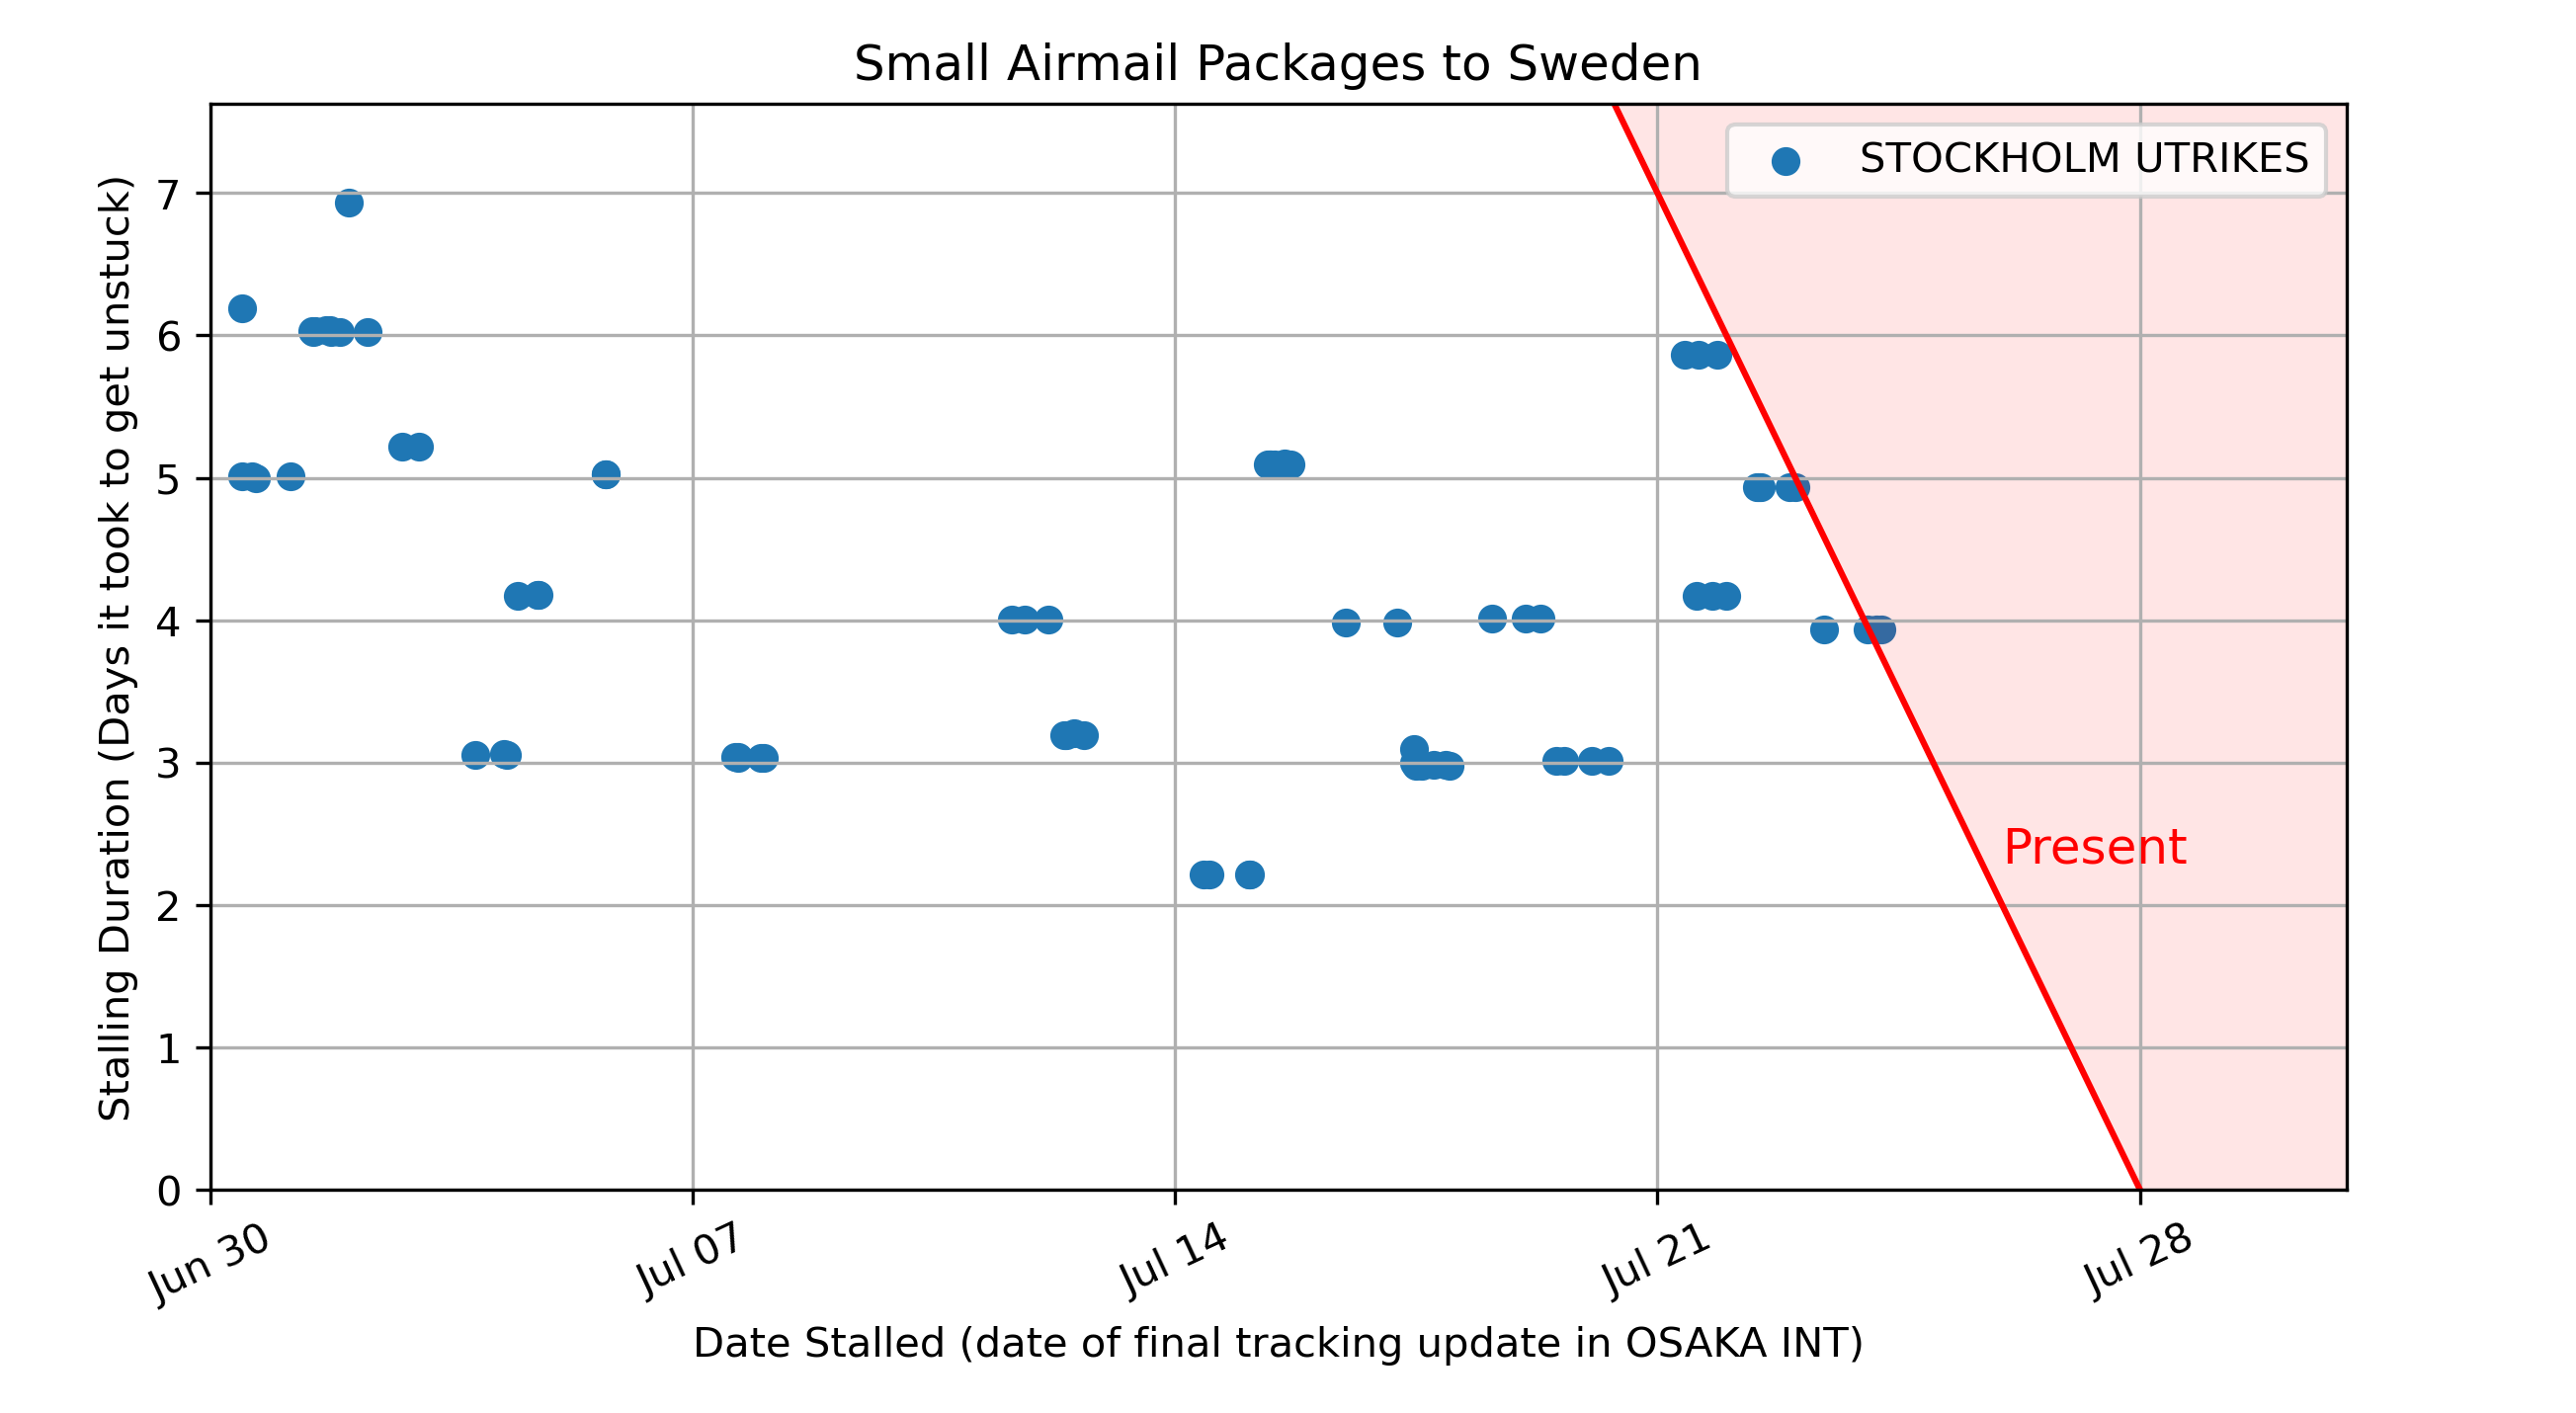 Small Airmail Packages to Sweden
STOCKHOLM UTRIKES
Stalling Duration (Days it took to get unstuck)
7
6
5
4
3
2
1
0
Present
Jun 30
Jul 07
Jul 14
Jul 21
Jul 28
Date Stalled (date of final tracking update in OSAKA INT)